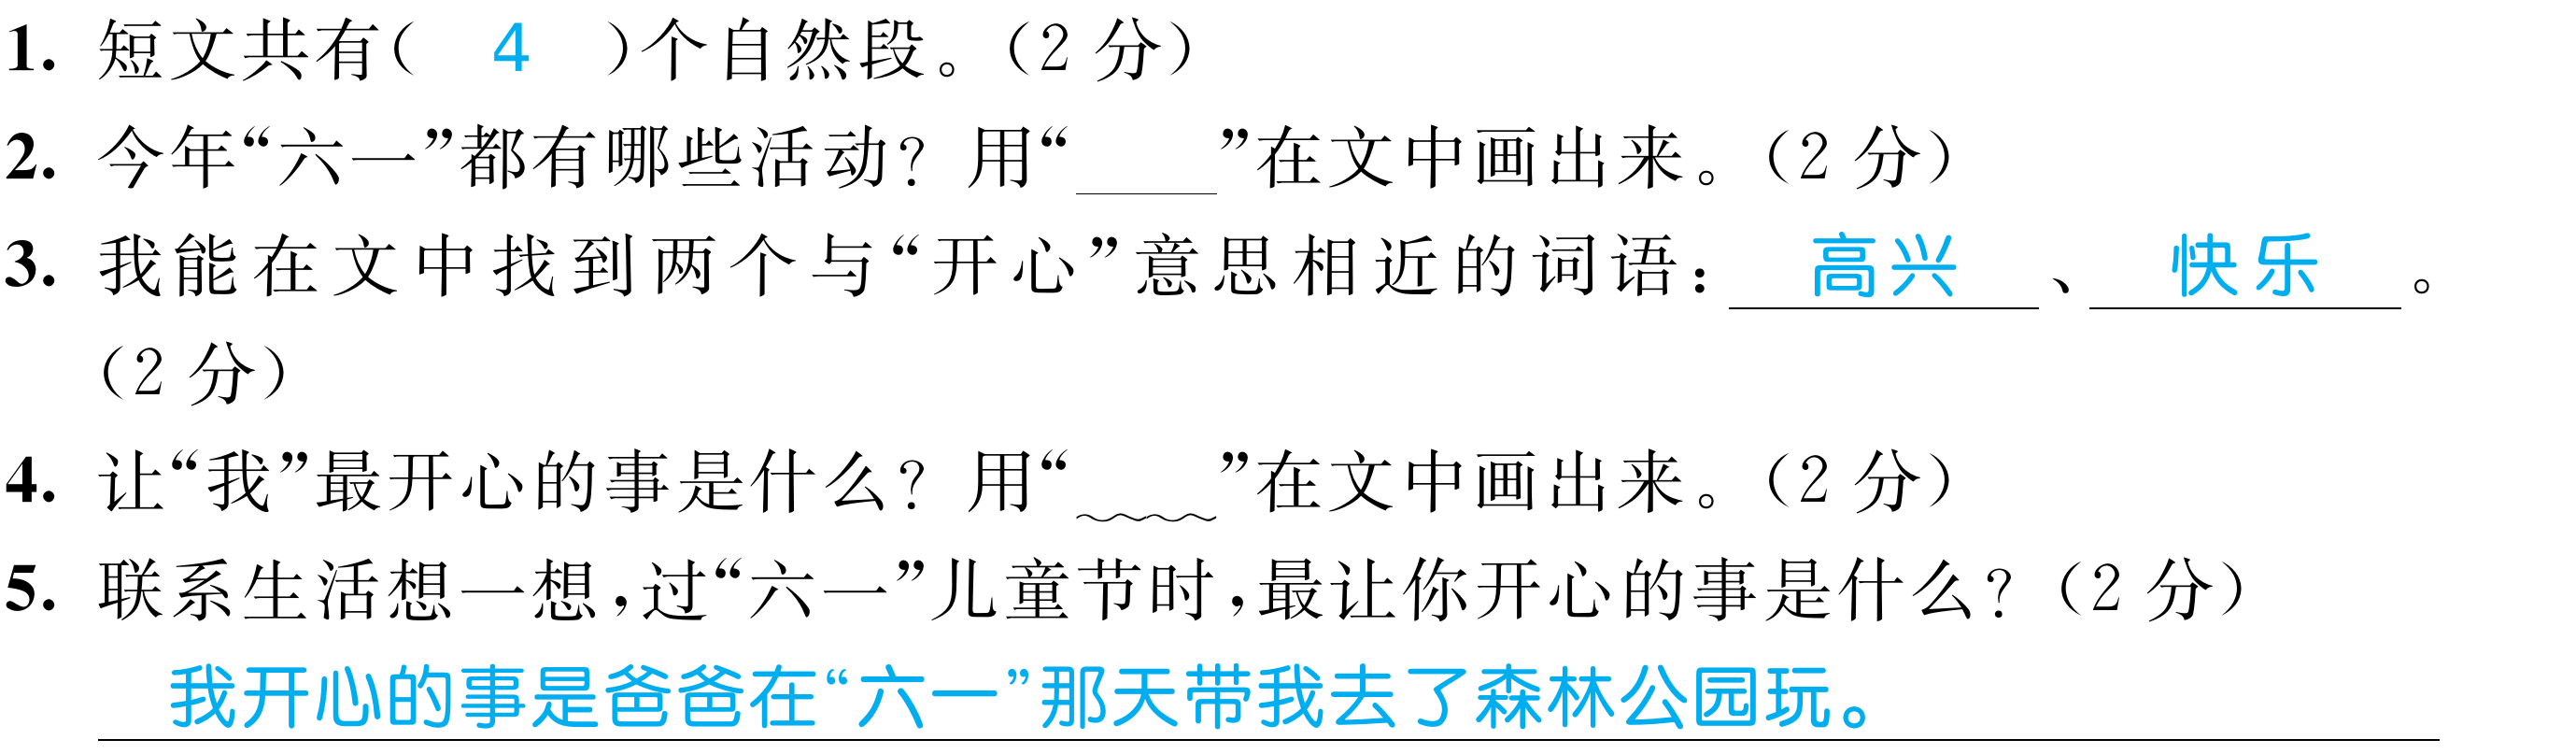 1. 短文共有( 4 )个自然段。(2 分)
2. 今年“六一”都有哪些活动? 用“____”在文中画出来。(2 分)
3. 我能在文中找到两个与“开心”意思相近的词语: 高兴 、 快乐 。
(2 分)
4. 让“我”最开心的事是什么? 用“﹏﹏”在文中画出来。(2 分)
5. 联系生活想一想,过“六一”儿童节时,最让你开心的事是什么? (2 分)
我开心的事是爸爸在“六一”那天带我去了森林公园玩。